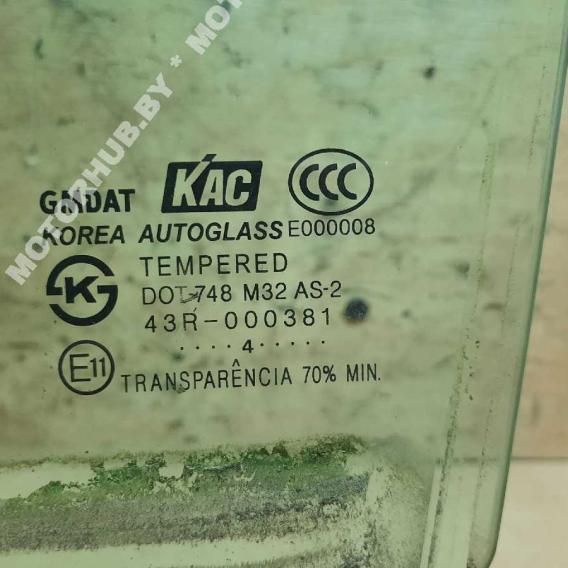 MOTORHUB.BY * MOT
GMDAT KAC CCC
KOREA AUTOGLASS E000008
K S TEMPERED
DOT-748 M32 AS-2
43R-000381
....4.....
E11 TRANSPARÊNCIA 70% MIN.